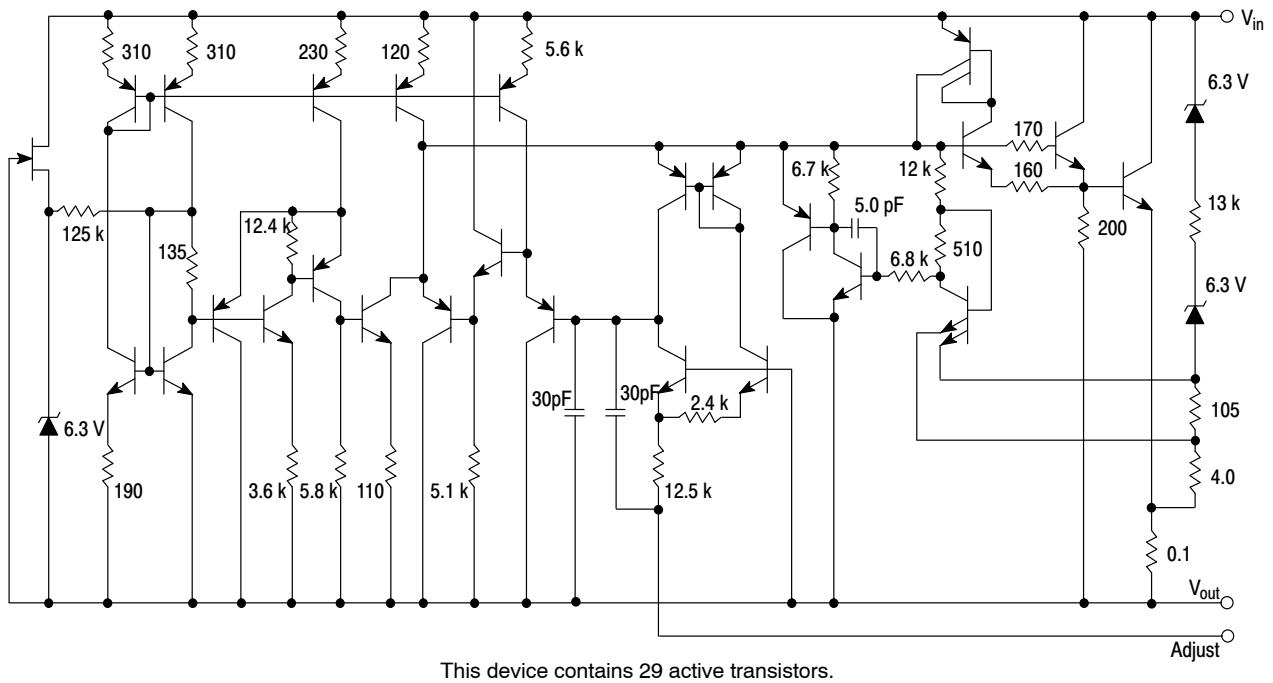 310
310
230
120
5.6 k
V_in
6.3 V
170
160
6.7 k
12 k
5.0 pF
13 k
125 k
135
12.4 k
200
6.8 k
510
6.3 V
6.3 V
30pF
30pF
2.4 k
105
190
3.6 k
5.8 k
110
5.1 k
12.5 k
4.0
0.1
V_out
Adjust
This device contains 29 active transistors.